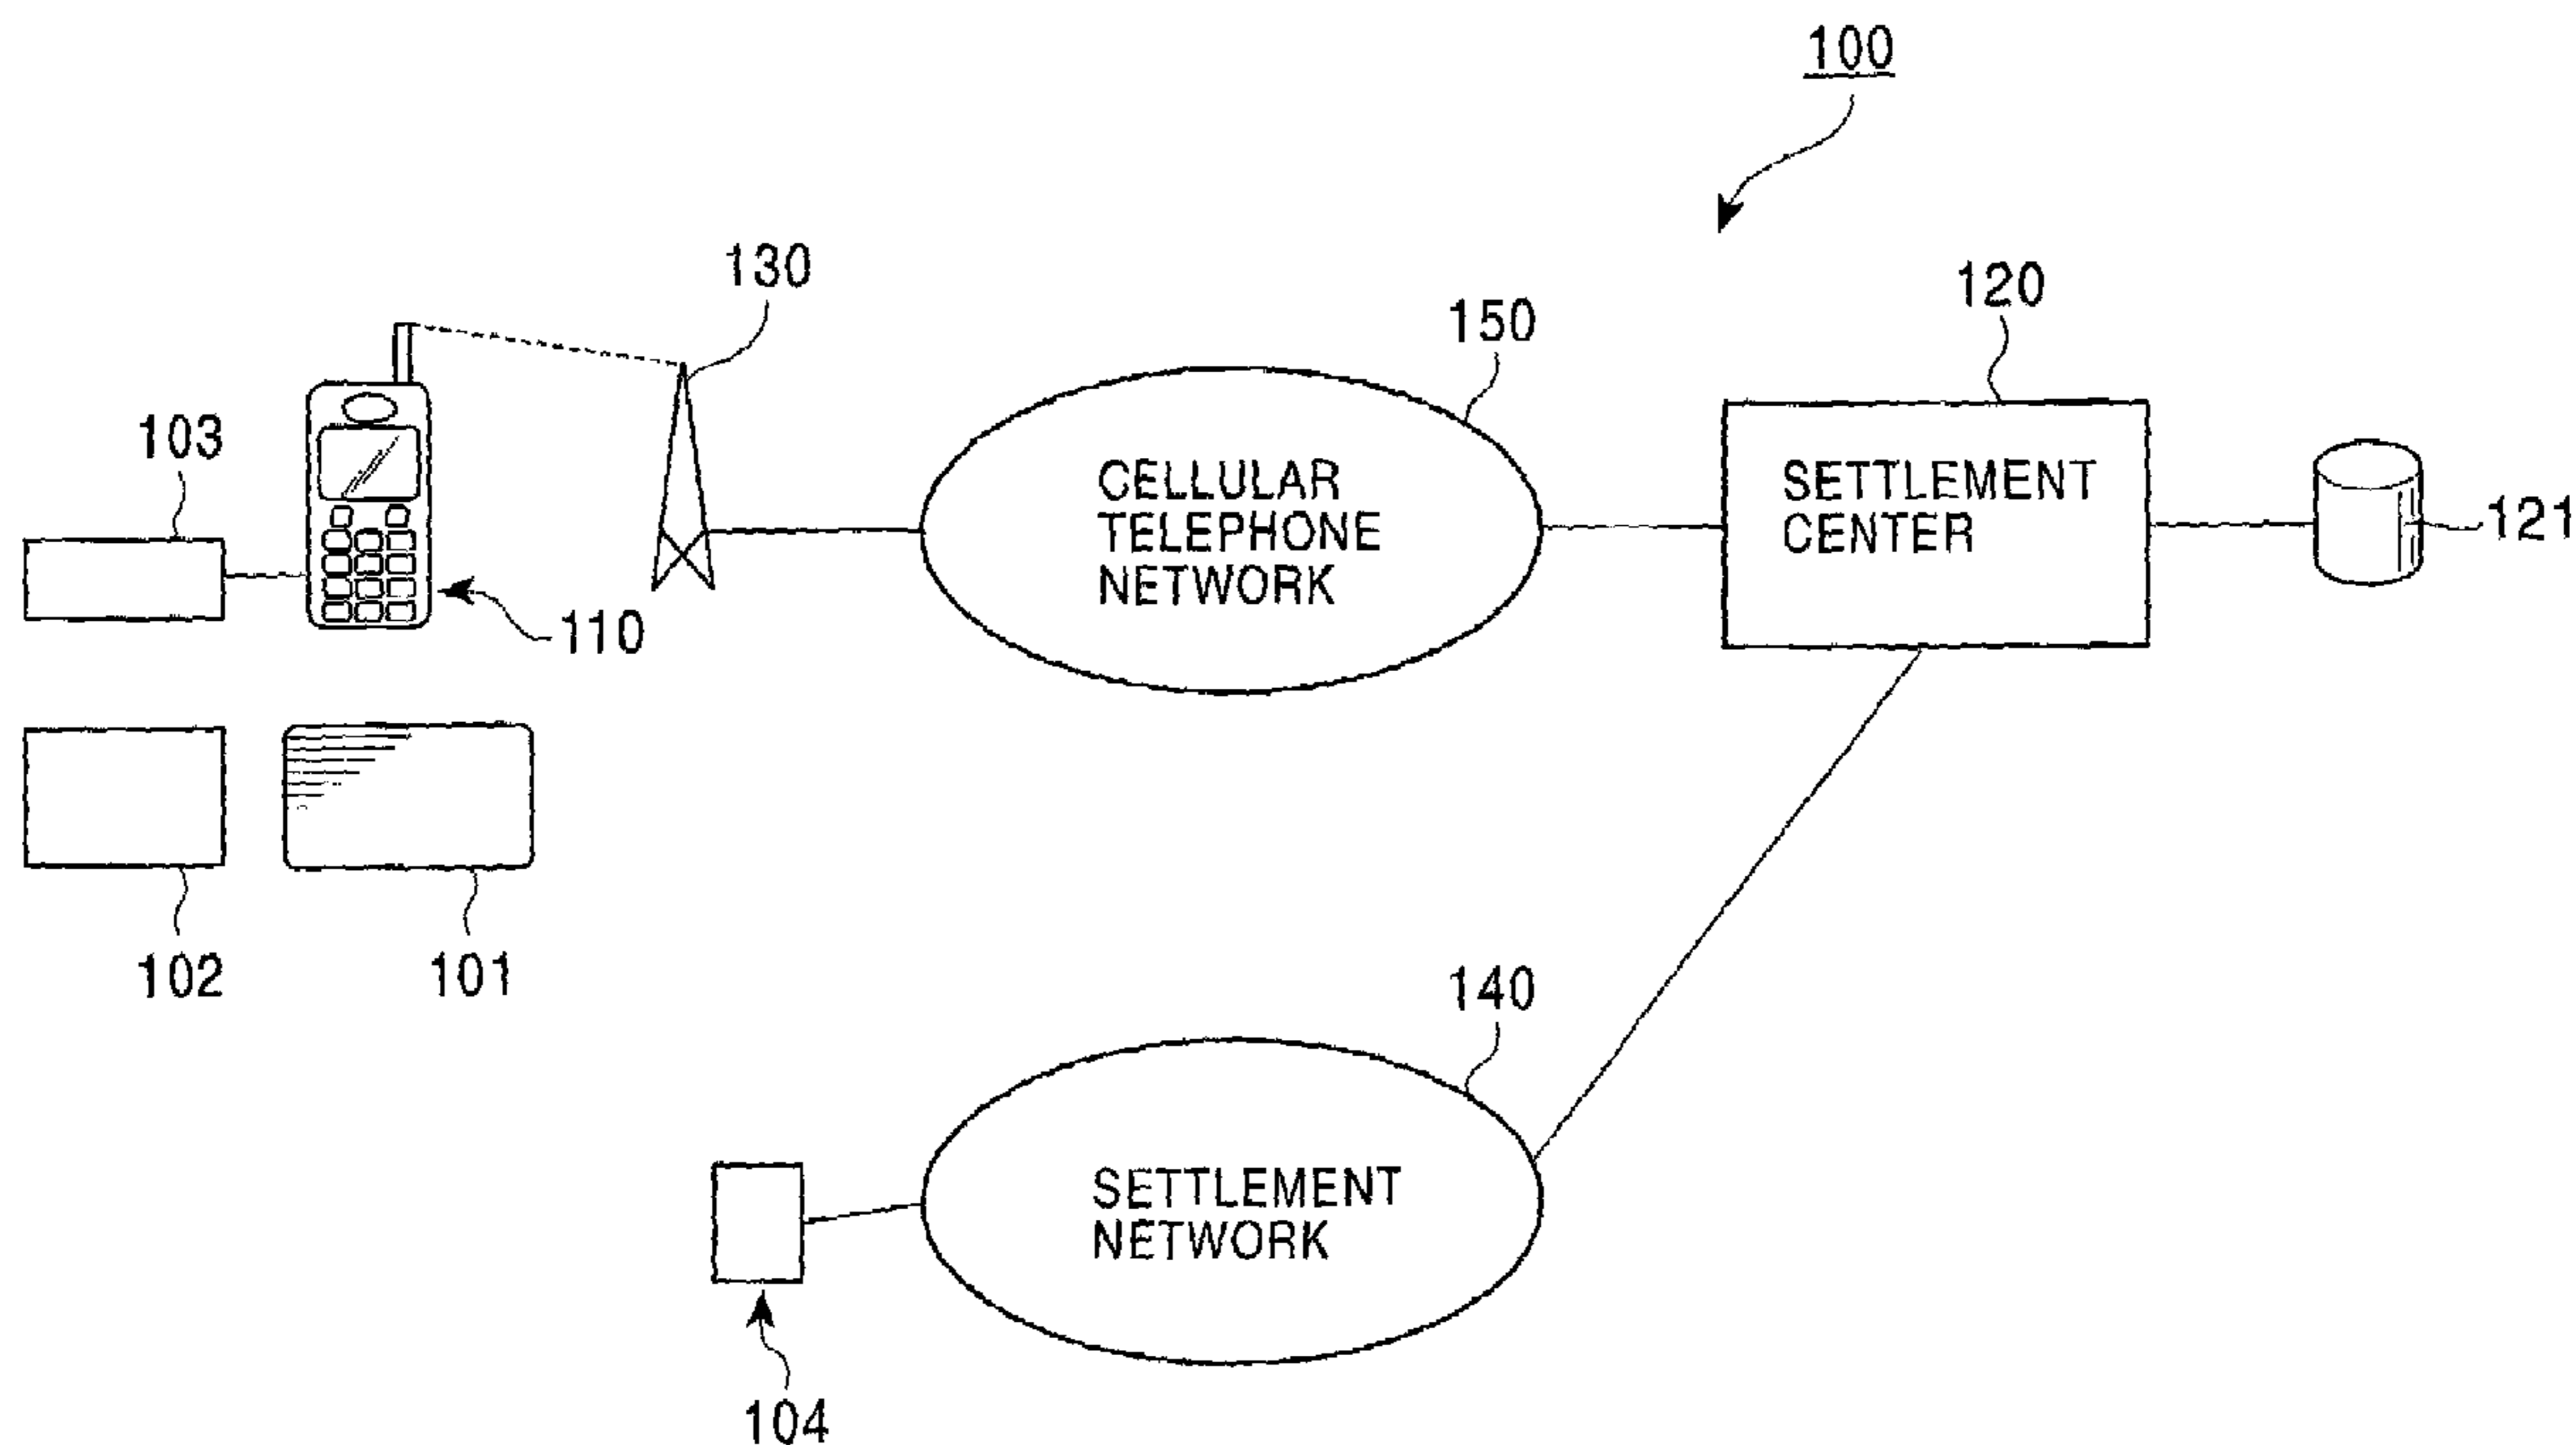 100
130
120
150
103
CELLULAR
TELEPHONE
NETWORK
SETTLEMENT
CENTER
121
110
102
101
140
SETTLEMENT
NETWORK
104